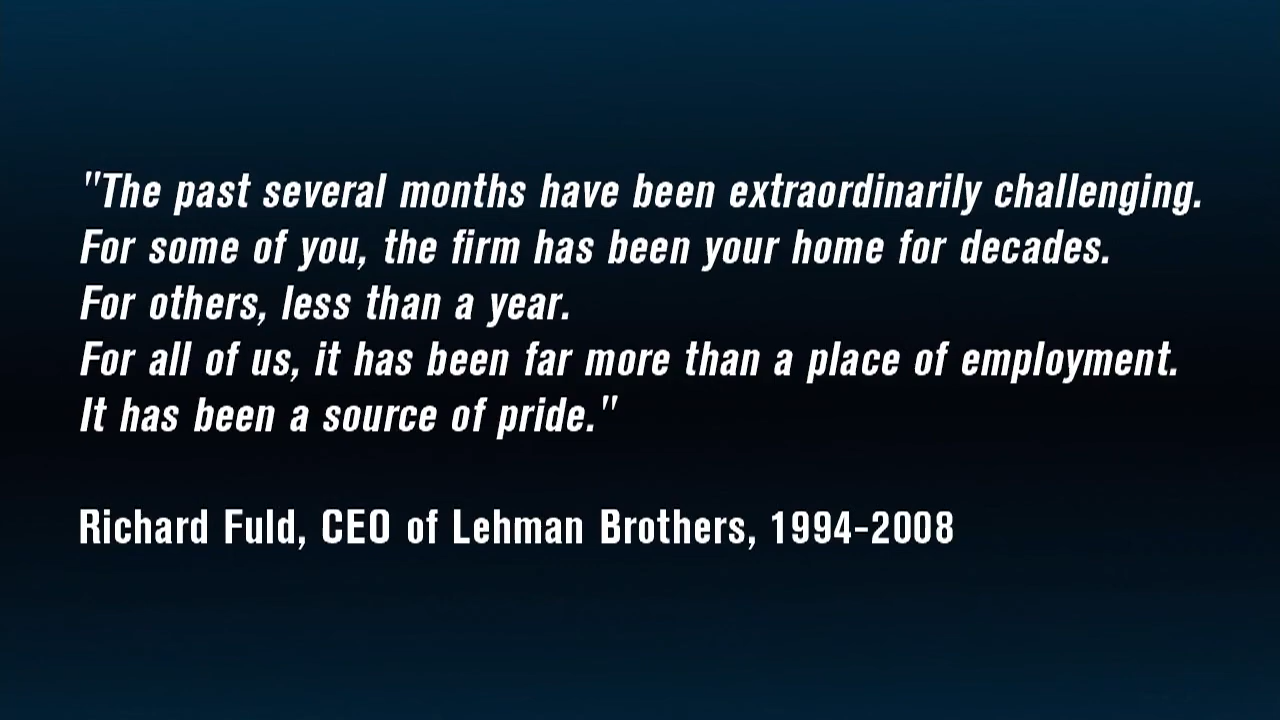 "The past several months have been extraordinarily challenging.
For some of you, the firm has been your home for decades.
For others, less than a year.
For all of us, it has been far more than a place of employment.
It has been a source of pride."
Richard Fuld, CEO of Lehman Brothers, 1994-2008